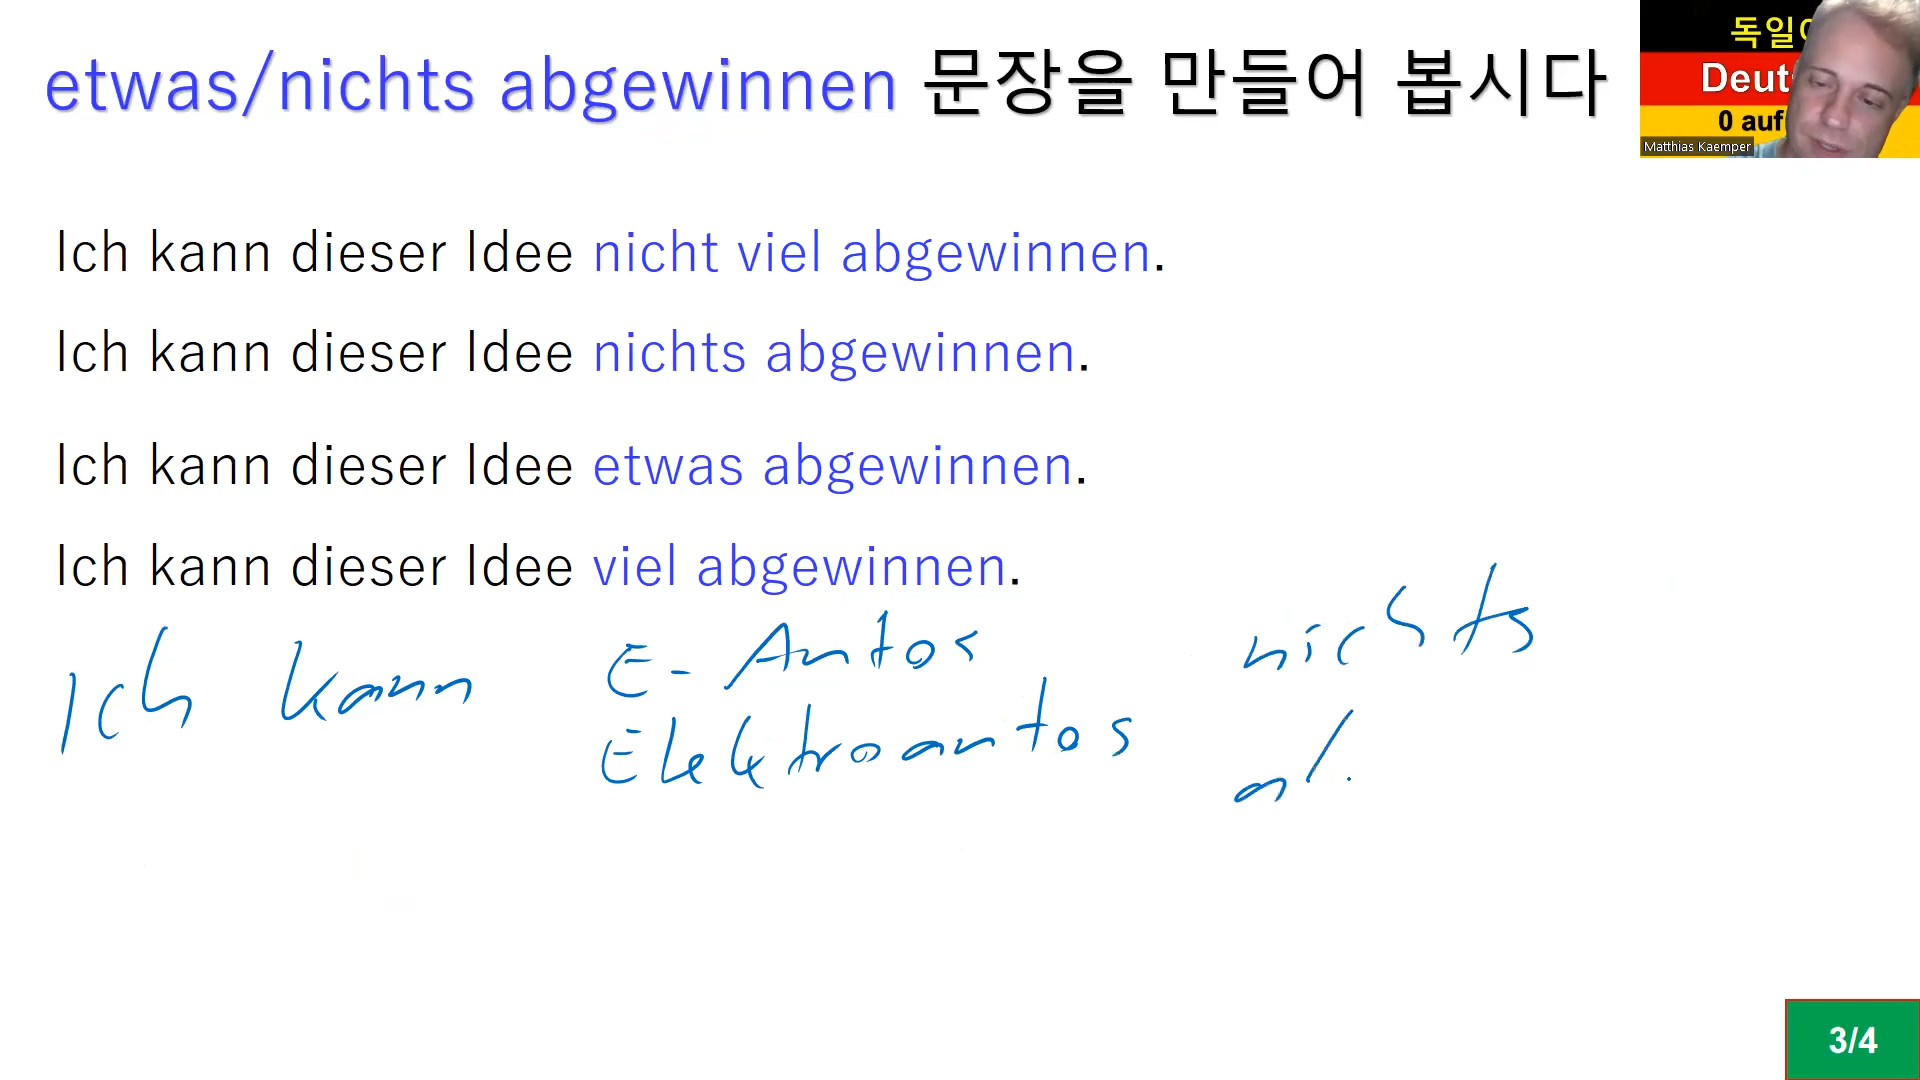 etwas/nichts abgewinnen 문장을 만들어 봅시다
독일
Deut
0 auf
Matthias Kaemper
Ich kann dieser Idee nicht viel abgewinnen.
Ich kann dieser Idee nichts abgewinnen.
Ich kann dieser Idee etwas abgewinnen.
Ich kann dieser Idee viel abgewinnen.
Ich kann E-Autos nichts
Elektroautos
3/4